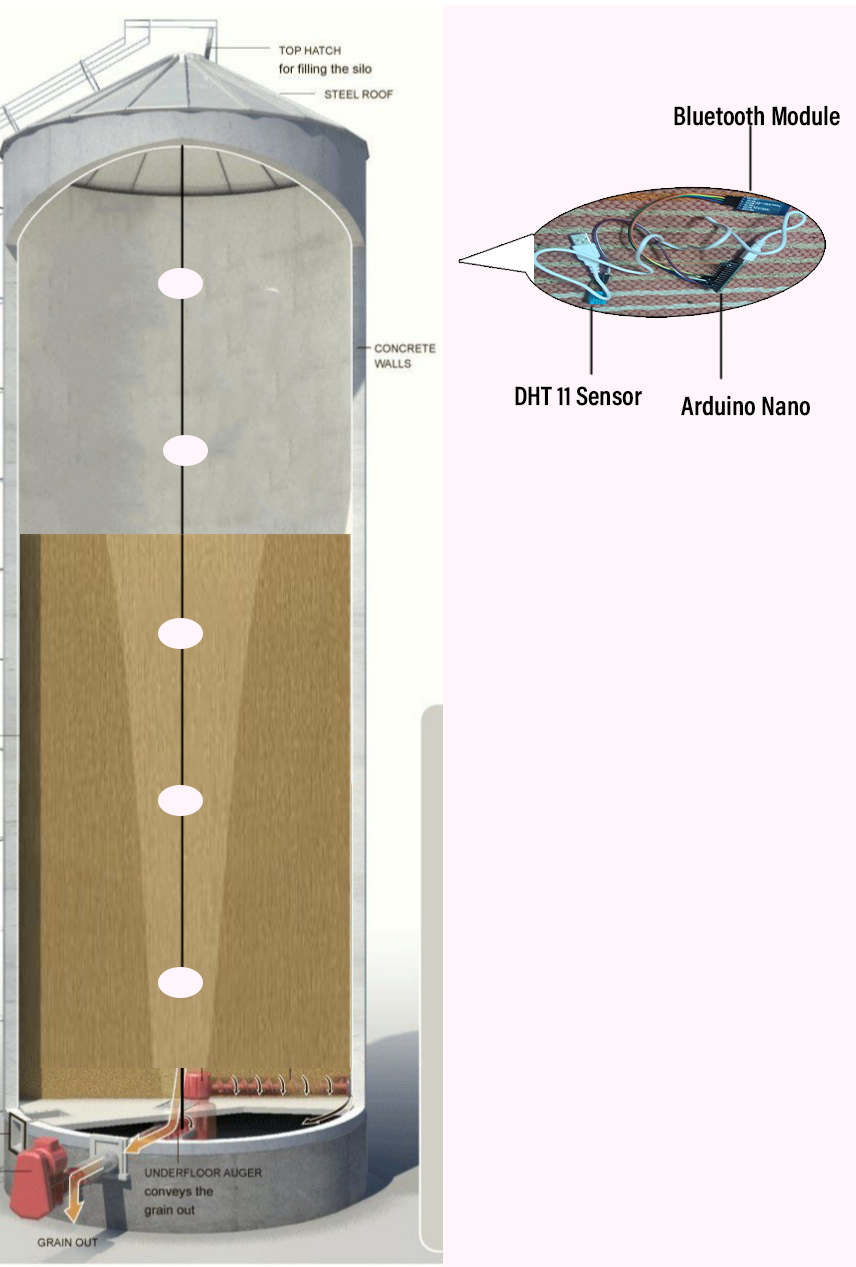 TOP HATCH
for filling the silo
STEEL ROOF
CONCRETE
WALLS
UNDERFLOOR AUGER
conveys the
grain out
GRAIN OUT
Bluetooth Module
DHT 11 Sensor
Arduino Nano